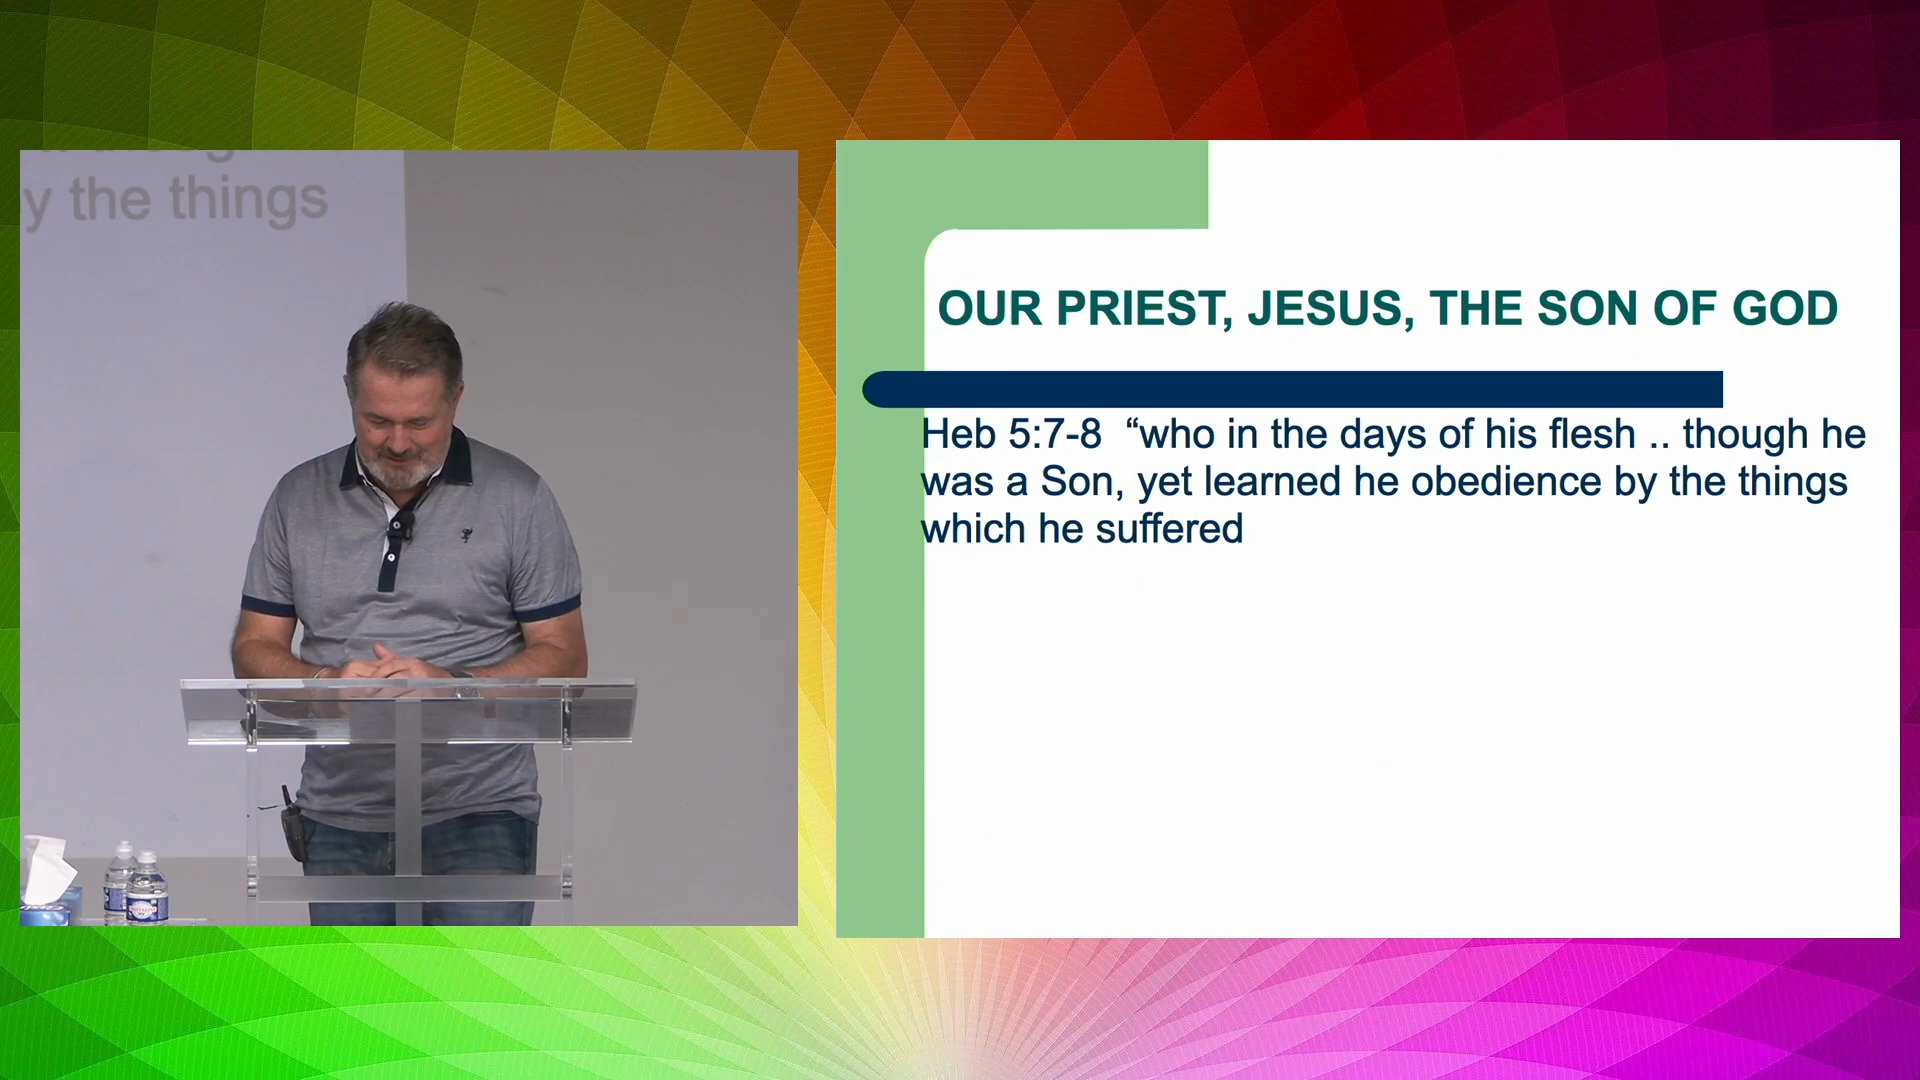 y the things
OUR PRIEST, JESUS, THE SON OF GOD
Heb 5:7-8 “who in the days of his flesh .. though he
was a Son, yet learned he obedience by the things
which he suffered